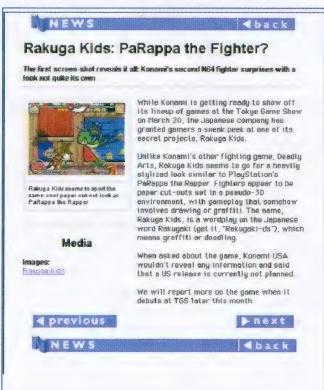 NEWS
back
Rakuga Kids: PaRappa the Fighter?
The first screen shot reveals it all: Konami's second N64 fighter surprises with a
look not quite its own
While Konami is getting ready to show off
its lineup of games at the Tokyo Game Show
on March 20, the Japanese company has
granted gamers a sneak peek at one of its
secret projects, Rakuga Kids.
Unlike Konami's other fighting game, Deadly
Arts, Rakuga Kids seems to go for a heavily
stylized look similar to PlayStation's
PaRappa the Rapper. Fighters appear to be
paper cut-outs set in a pseudo-3D
environment, with gameplay that somehow
involves drawing or graffiti. The name,
Rakuga Kids, is a wordplay on the Japanese
word Rakugaki (get it, "Rakugaki-ds"), which
means graffiti or doodling.
When asked about the game, Konami USA
wouldn't reveal any information and said
that a US release is currently not planned.
We will report more on the game when it
debuts at TGS later this month.
Rakuga Kids seems to sport the
same cool paper cut-out look as
PaRappa the Rapper
Media
Images:
Rakuga Kids
previous
next
NEWS
back